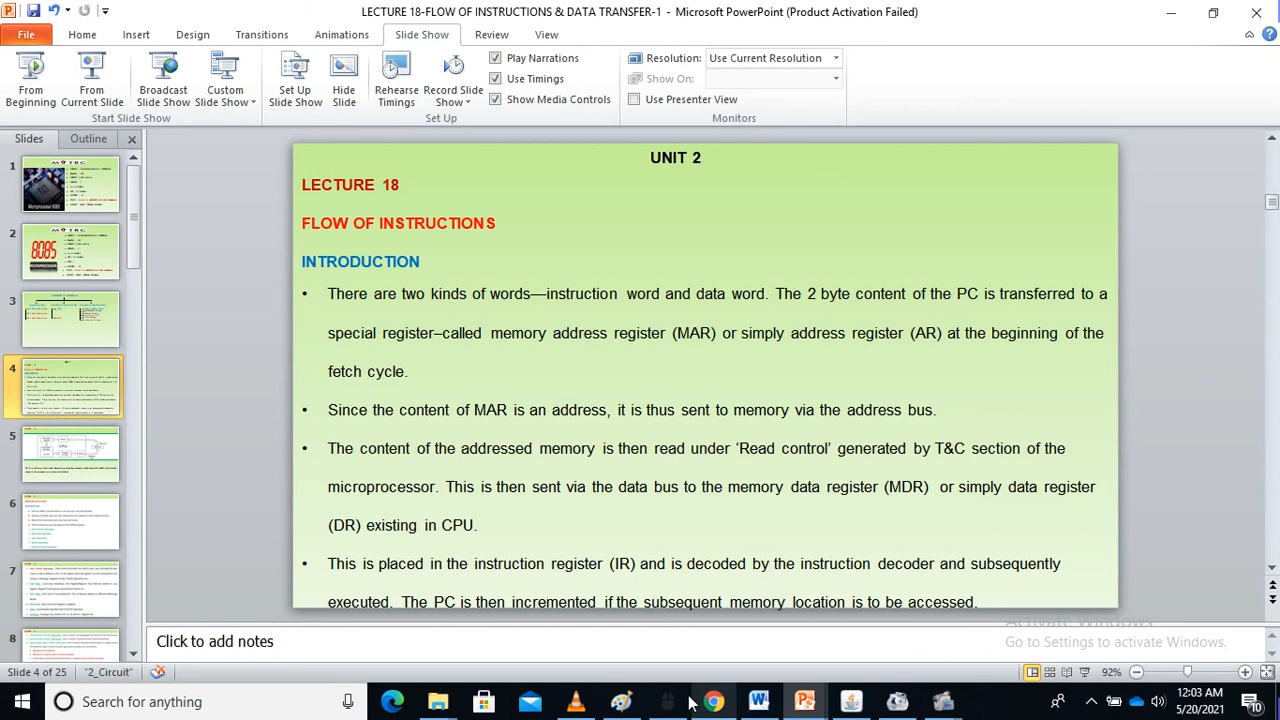 LECTURE 18-FLOW OF INSTRUCTIONS & DATA TRANSFER-1 - Microsoft PowerPoint (Product Activation Failed)
File Home Insert Design Transitions Animations Slide Show Review View
From Beginning
From Current Slide
Broadcast Slide Show
Custom Slide Show
Set Up Slide Show
Hide Slide
Rehearse Timings
Record Slide Show
Play Narrations
Use Timings
Show Media Controls
Resolution: Use Current Resolution
Show On:
Use Presenter View
Start Slide Show
Set Up
Monitors
Slides Outline
1
2
3
4
5
6
7
8
8085
UNIT 2
LECTURE 18
FLOW OF INSTRUCTIONS
INTRODUCTION
• There are two kinds of words—instruction word and data word. The 2 byte content of the PC is transferred to a
special register–called memory address register (MAR) or simply address register (AR) at the beginning of the
fetch cycle.
• Since the content of MAR is an address, it is thus sent to memory via the address bus.
• The content of the addressed memory is then read under ‘Read control’ generated by T&C section of the
microprocessor. This is then sent via the data bus to the memory data register (MDR) or simply data register
(DR) existing in CPU.
• This is placed in the instruction register (IR) and is decoded by the instruction decoder and subsequently
executed. The PC is then incremented if the subsequent memory location is to be accessed.
Click to add notes
Activate Windows
Go to Settings to activate Windows.
Slide 4 of 25 "2_Circuit" 92%
Search for anything
12:03 AM
5/20/2021